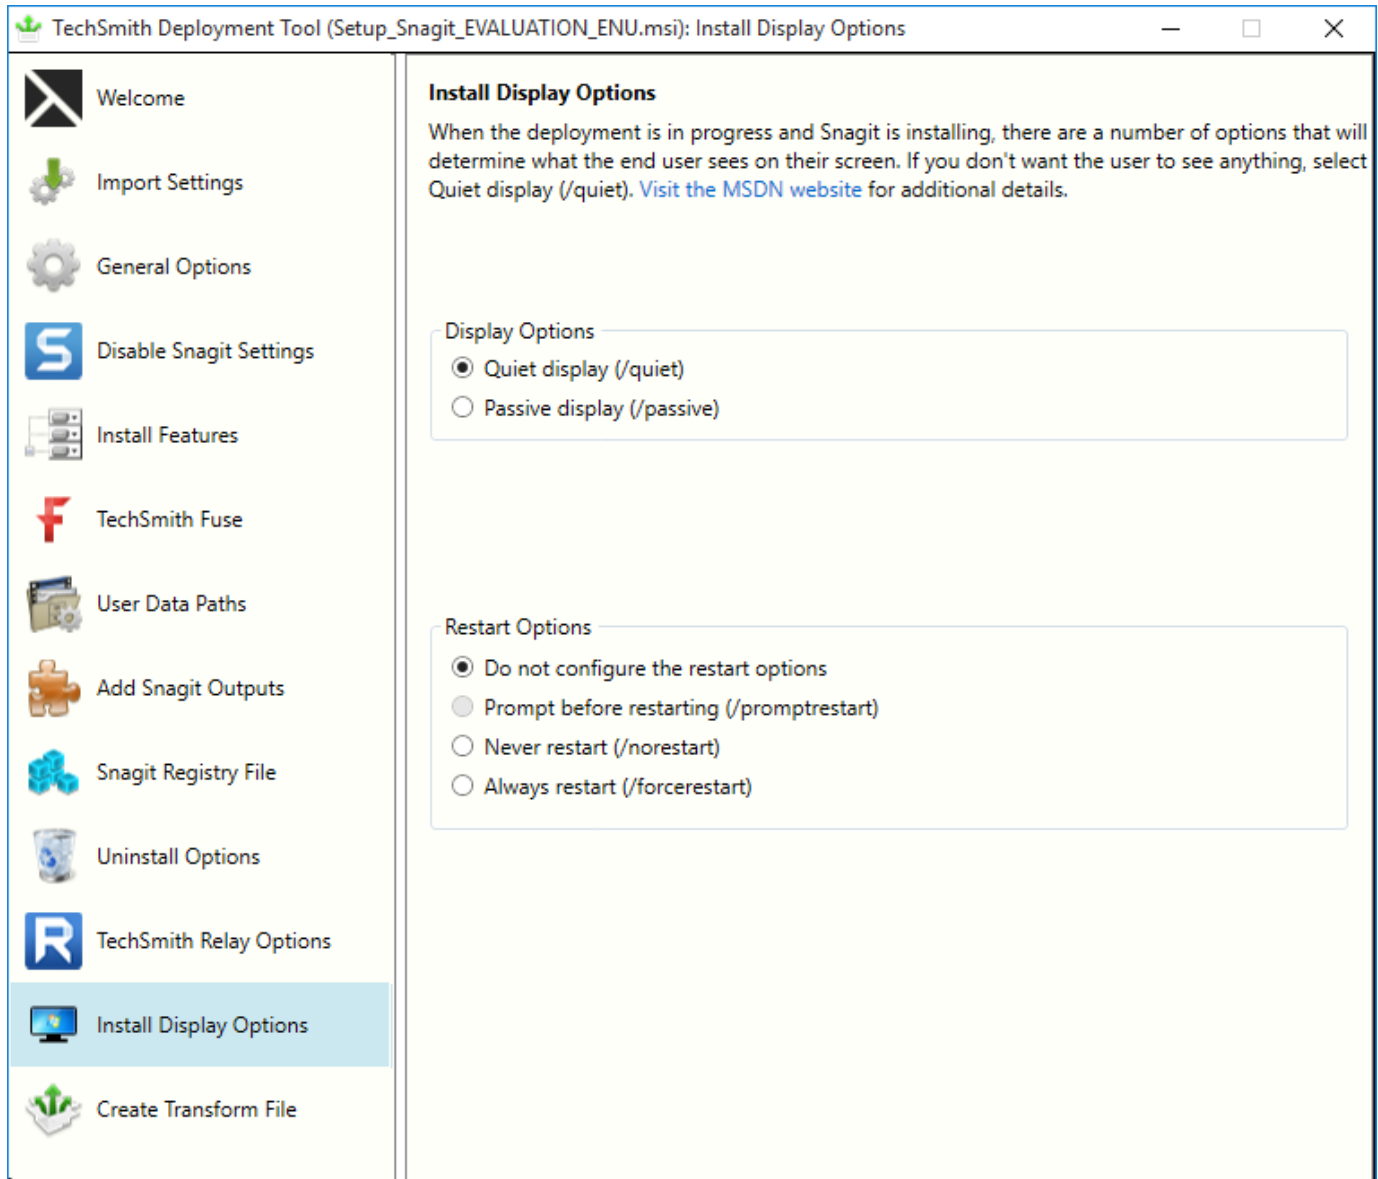 TechSmith Deployment Tool (Setup_Snagit_EVALUATION_ENU.msi): Install Display Options
Welcome
Import Settings
General Options
Disable Snagit Settings
Install Features
TechSmith Fuse
User Data Paths
Add Snagit Outputs
Snagit Registry File
Uninstall Options
TechSmith Relay Options
Install Display Options
Create Transform File
Install Display Options
When the deployment is in progress and Snagit is installing, there are a number of options that will
determine what the end user sees on their screen. If you don't want the user to see anything, select
Quiet display (/quiet). Visit the MSDN website for additional details.
Display Options
Quiet display (/quiet)
Passive display (/passive)
Restart Options
Do not configure the restart options
Prompt before restarting (/promptrestart)
Never restart (/norestart)
Always restart (/forcerestart)